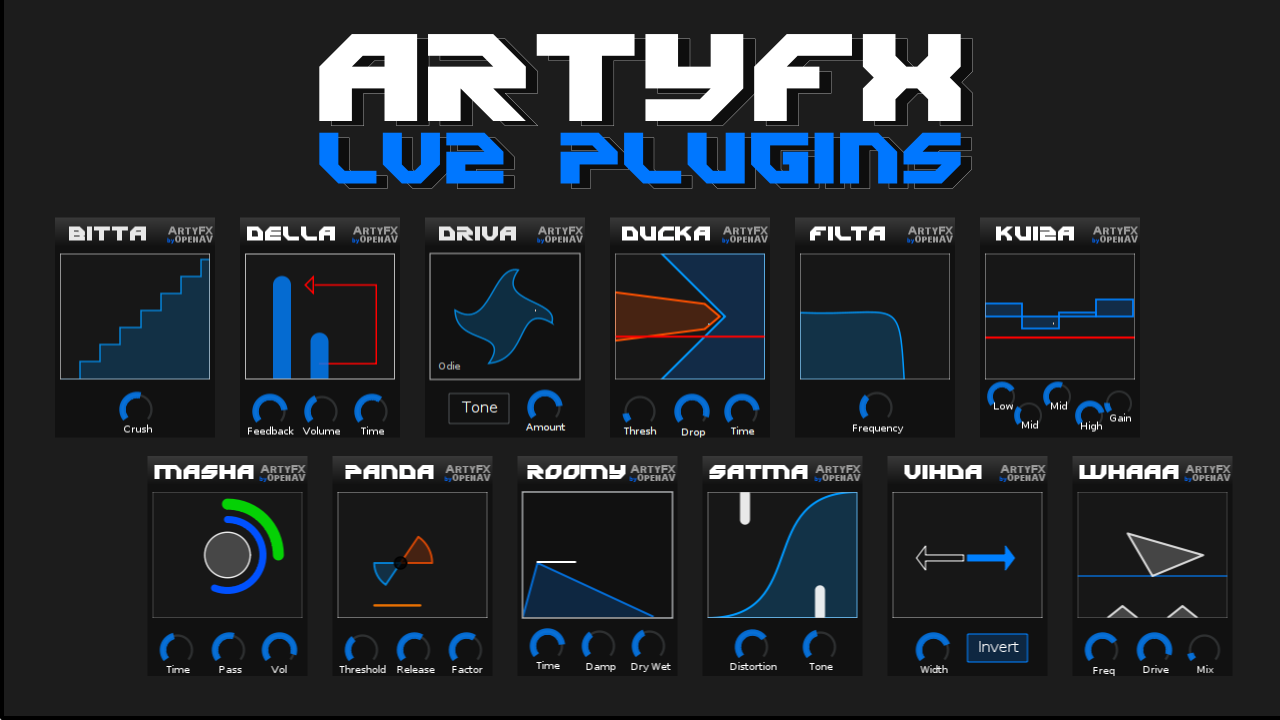 ARTYFX
LV2 PLUGINS
BITTA ARTYFX by OPENAV
Crush
DELLA ARTYFX by OPENAV
Feedback Volume Time
DRIVA ARTYFX by OPENAV
Odie
Tone
Amount
DUCKA ARTYFX by OPENAV
Thresh Drop Time
FILTA ARTYFX by OPENAV
Frequency
KUIZA ARTYFX by OPENAV
Low Mid Mid High Gain
MASHA ARTYFX by OPENAV
Time Pass Vol
PANDA ARTYFX by OPENAV
Threshold Release Factor
ROOMY ARTYFX by OPENAV
Time Damp Dry Wet
SATMA ARTYFX by OPENAV
Distortion Tone
VIHDA ARTYFX by OPENAV
Width Invert
WHAAA ARTYFX by OPENAV
Freq Drive Mix